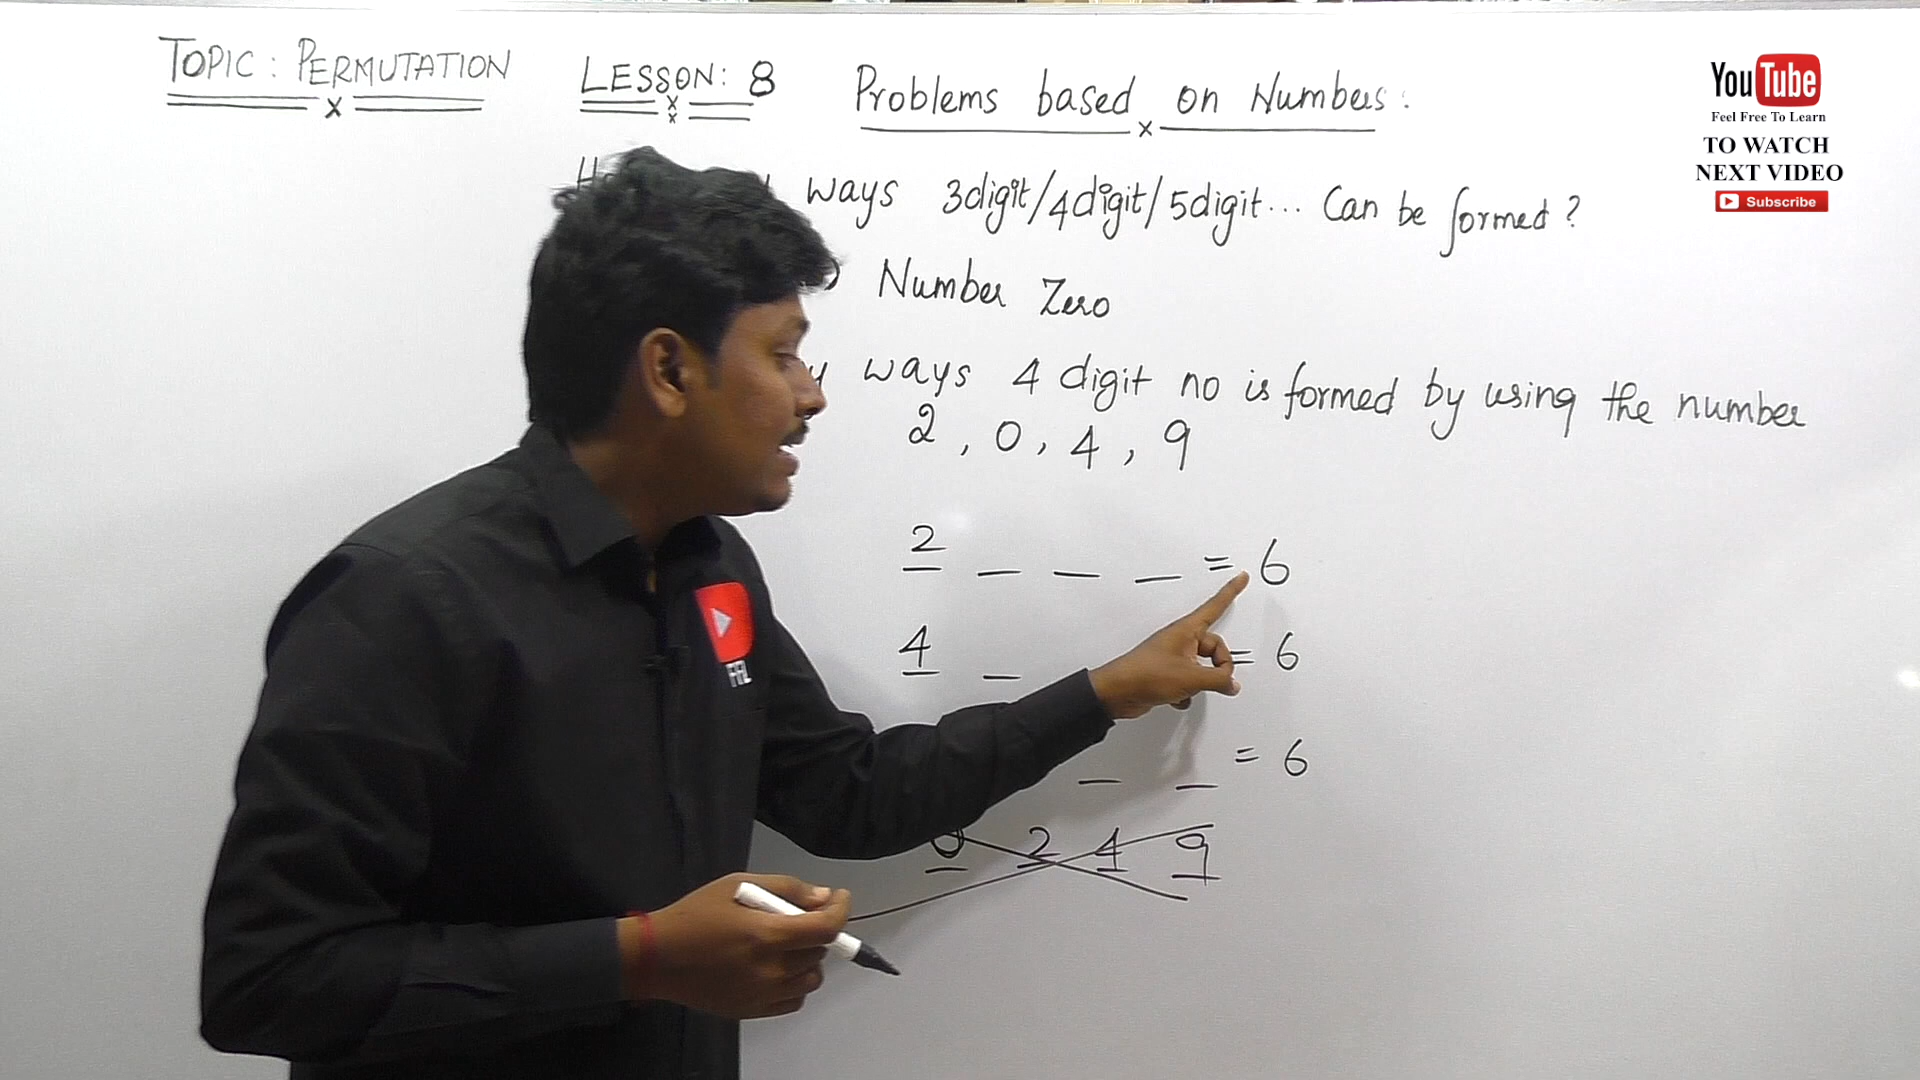 TOPIC: PERMUTATION LESSON: 8 Problems based on Numbers:
ways 3digit/4digit/5digit... Can be formed?
Number Zero
ways 4 digit no is formed by using the number
2, 0, 4, 9
2 _ _ _ = 6
4 _ = 6
_ _ = 6
0 2 4 9
YouTube
Feel Free To Learn
TO WATCH
NEXT VIDEO
Subscribe
FFL